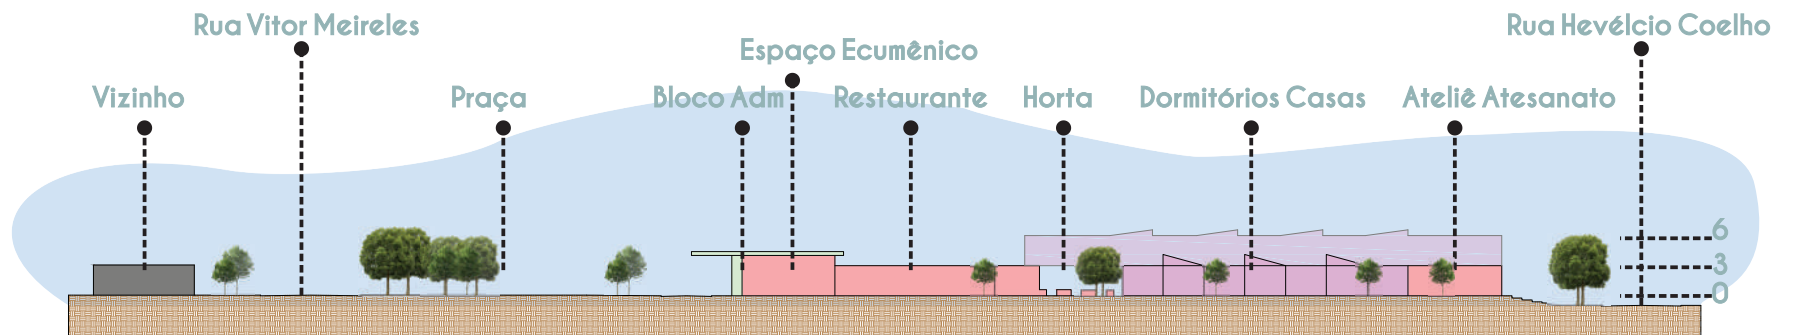 Rua Vitor Meireles
Rua Hevélcio Coelho
Espaço Ecumênico
Vizinho
Praça
Bloco Adm
Restaurante
Horta
Dormitórios Casas
Ateliê Atesanato
6
3
0